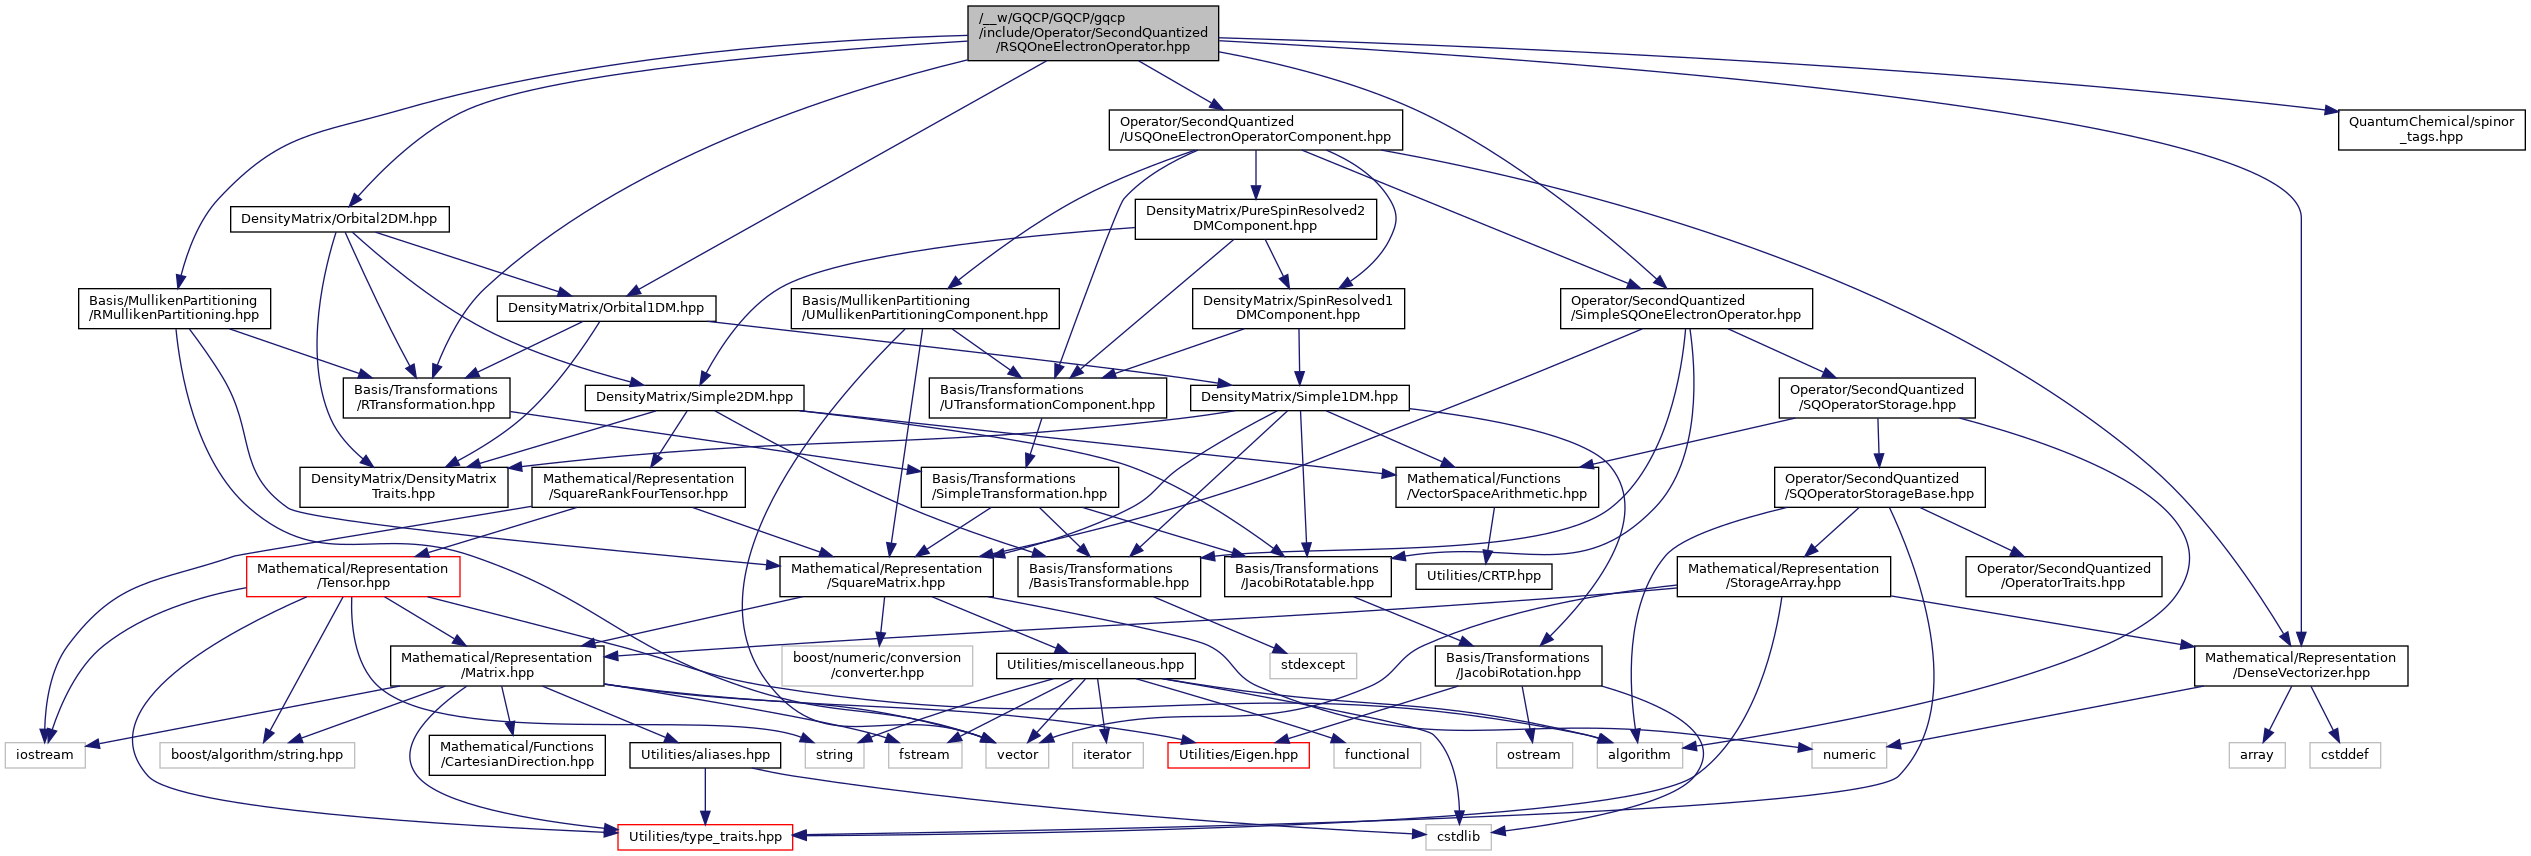 /__w/GQCP/GQCP/gqcp
/include/Operator/SecondQuantized
/RSQOneElectronOperator.hpp
Operator/SecondQuantized
/USQOneElectronOperatorComponent.hpp
QuantumChemical/spinor
_tags.hpp
DensityMatrix/Orbital2DM.hpp
DensityMatrix/PureSpinResolved2
DMComponent.hpp
Basis/MullikenPartitioning
/RMullikenPartitioning.hpp
DensityMatrix/Orbital1DM.hpp
Basis/MullikenPartitioning
/UMullikenPartitioningComponent.hpp
DensityMatrix/SpinResolved1
DMComponent.hpp
Operator/SecondQuantized
/SimpleSQOneElectronOperator.hpp
Basis/Transformations
/RTransformation.hpp
DensityMatrix/Simple2DM.hpp
Basis/Transformations
/UTransformationComponent.hpp
DensityMatrix/Simple1DM.hpp
Operator/SecondQuantized
/SQOperatorStorage.hpp
DensityMatrix/DensityMatrix
Traits.hpp
Mathematical/Representation
/SquareRankFourTensor.hpp
Basis/Transformations
/SimpleTransformation.hpp
Mathematical/Functions
/VectorSpaceArithmetic.hpp
Operator/SecondQuantized
/SQOperatorStorageBase.hpp
Mathematical/Representation
/Tensor.hpp
Mathematical/Representation
/SquareMatrix.hpp
Basis/Transformations
/BasisTransformable.hpp
Basis/Transformations
/JacobiRotatable.hpp
Utilities/CRTP.hpp
Mathematical/Representation
/StorageArray.hpp
Operator/SecondQuantized
/OperatorTraits.hpp
Mathematical/Representation
/Matrix.hpp
boost/numeric/conversion
/converter.hpp
Utilities/miscellaneous.hpp
stdexcept
Basis/Transformations
/JacobiRotation.hpp
Mathematical/Representation
/DenseVectorizer.hpp
iostream
boost/algorithm/string.hpp
Mathematical/Functions
/CartesianDirection.hpp
Utilities/aliases.hpp
string
fstream
vector
iterator
Utilities/Eigen.hpp
functional
ostream
algorithm
numeric
array
cstddef
Utilities/type_traits.hpp
cstdlib